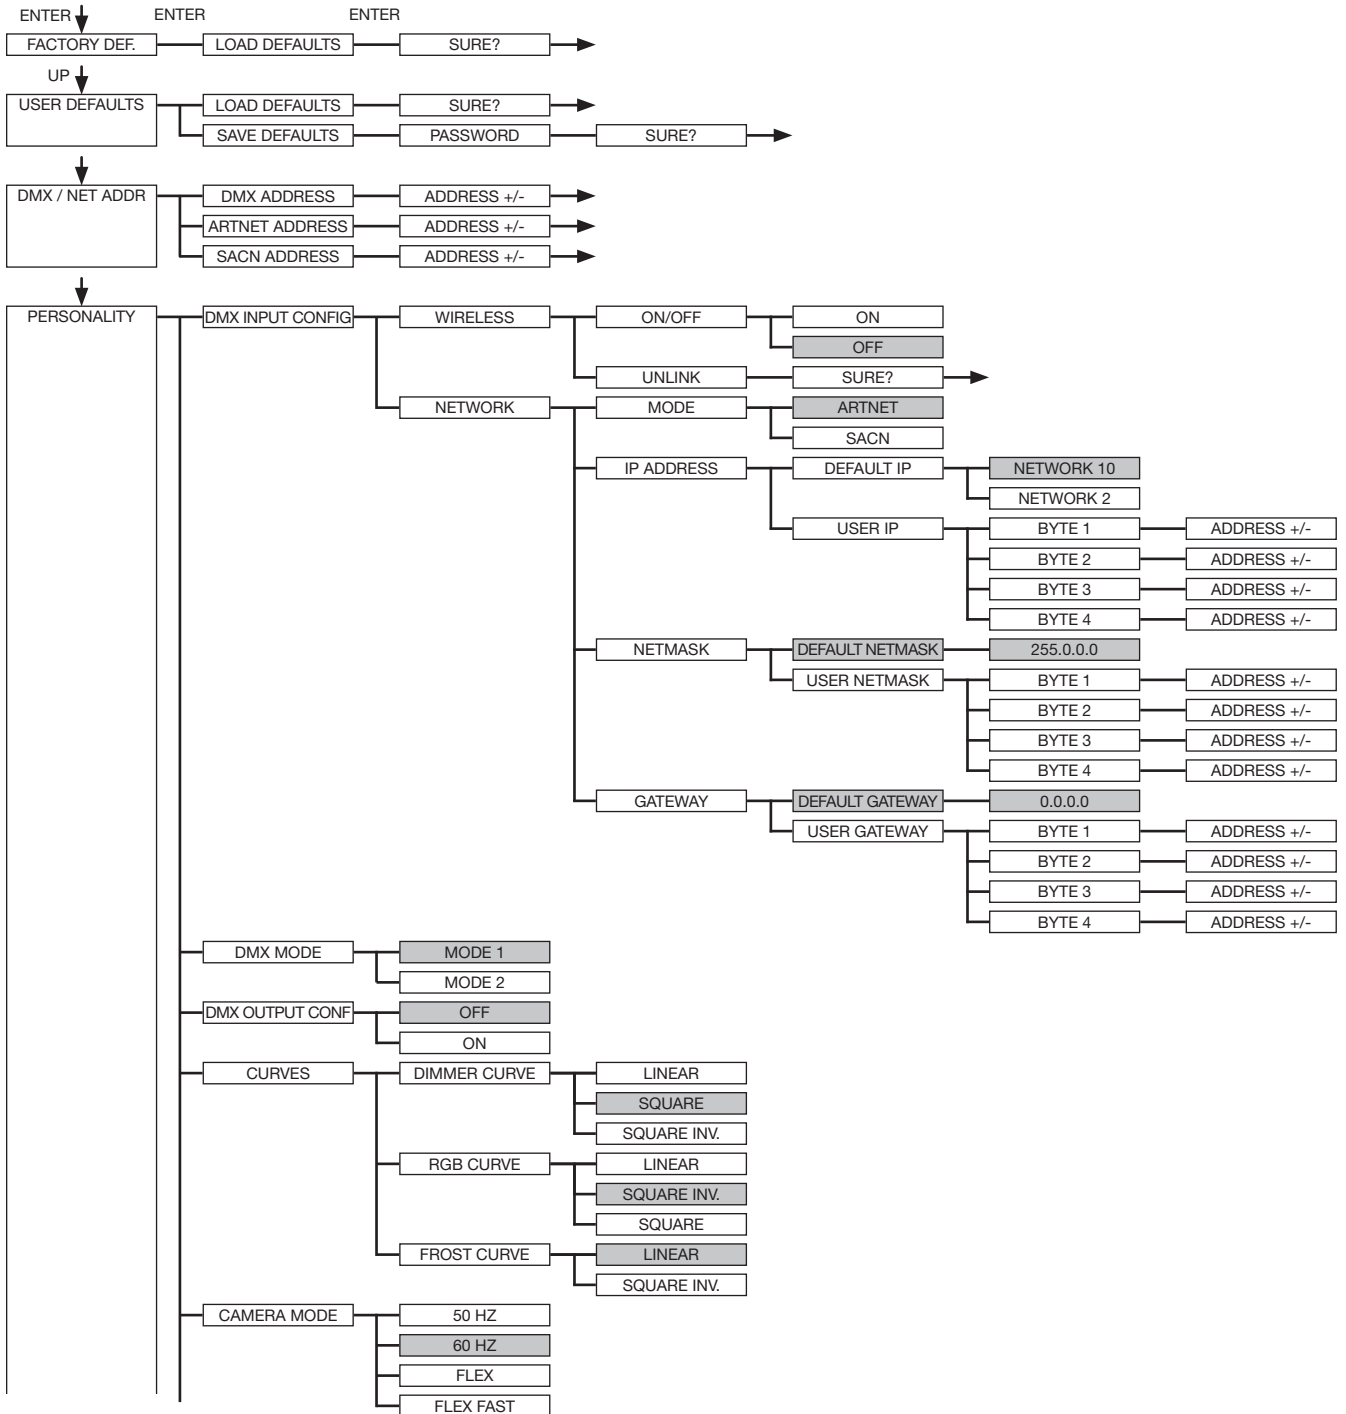 ENTER ENTER ENTER
FACTORY DEF. LOAD DEFAULTS SURE?
UP
USER DEFAULTS LOAD DEFAULTS SURE?
SAVE DEFAULTS PASSWORD SURE?
DMX / NET ADDR DMX ADDRESS ADDRESS +/-
ARTNET ADDRESS ADDRESS +/-
SACN ADDRESS ADDRESS +/-
PERSONALITY DMX INPUT CONFIG WIRELESS ON/OFF ON
OFF
UNLINK SURE?
NETWORK MODE ARTNET
SACN
IP ADDRESS DEFAULT IP NETWORK 10
NETWORK 2
USER IP BYTE 1 ADDRESS +/-
BYTE 2 ADDRESS +/-
BYTE 3 ADDRESS +/-
BYTE 4 ADDRESS +/-
NETMASK DEFAULT NETMASK 255.0.0.0
USER NETMASK BYTE 1 ADDRESS +/-
BYTE 2 ADDRESS +/-
BYTE 3 ADDRESS +/-
BYTE 4 ADDRESS +/-
GATEWAY DEFAULT GATEWAY 0.0.0.0
USER GATEWAY BYTE 1 ADDRESS +/-
BYTE 2 ADDRESS +/-
BYTE 3 ADDRESS +/-
BYTE 4 ADDRESS +/-
DMX MODE MODE 1
MODE 2
DMX OUTPUT CONF OFF
ON
CURVES DIMMER CURVE LINEAR
SQUARE
SQUARE INV.
RGB CURVE LINEAR
SQUARE INV.
SQUARE
FROST CURVE LINEAR
SQUARE INV.
CAMERA MODE 50 HZ
60 HZ
FLEX
FLEX FAST